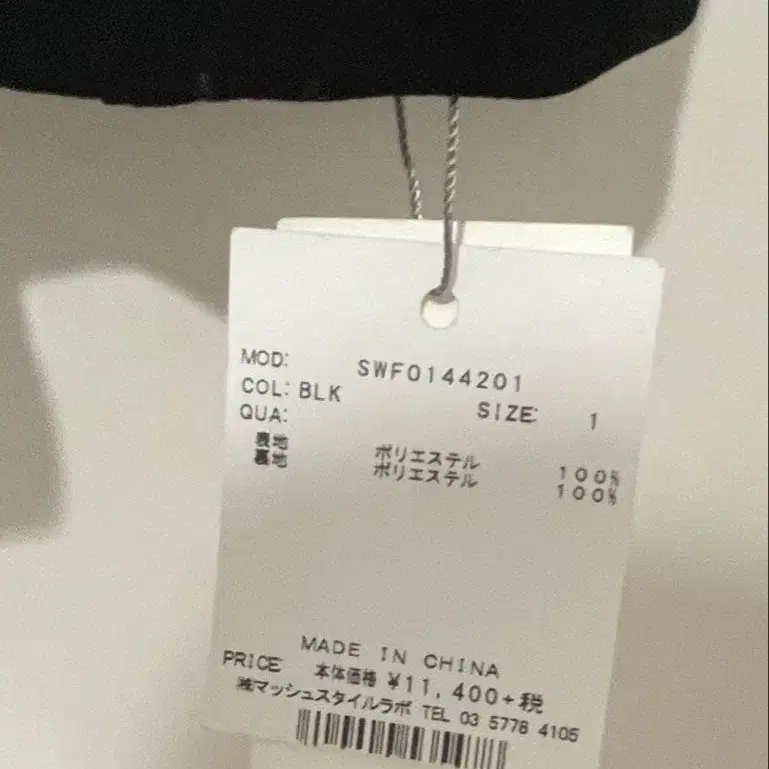 MOD: SWF0144201
COL: BLK SIZE: 1
QUA:
表地 ポリエステル 100%
裏地 ポリエステル 100%
MADE IN CHINA
PRICE 本体価格 ¥11,400+税
㈱マッシュスタイルラボ TEL 03 5778 4105